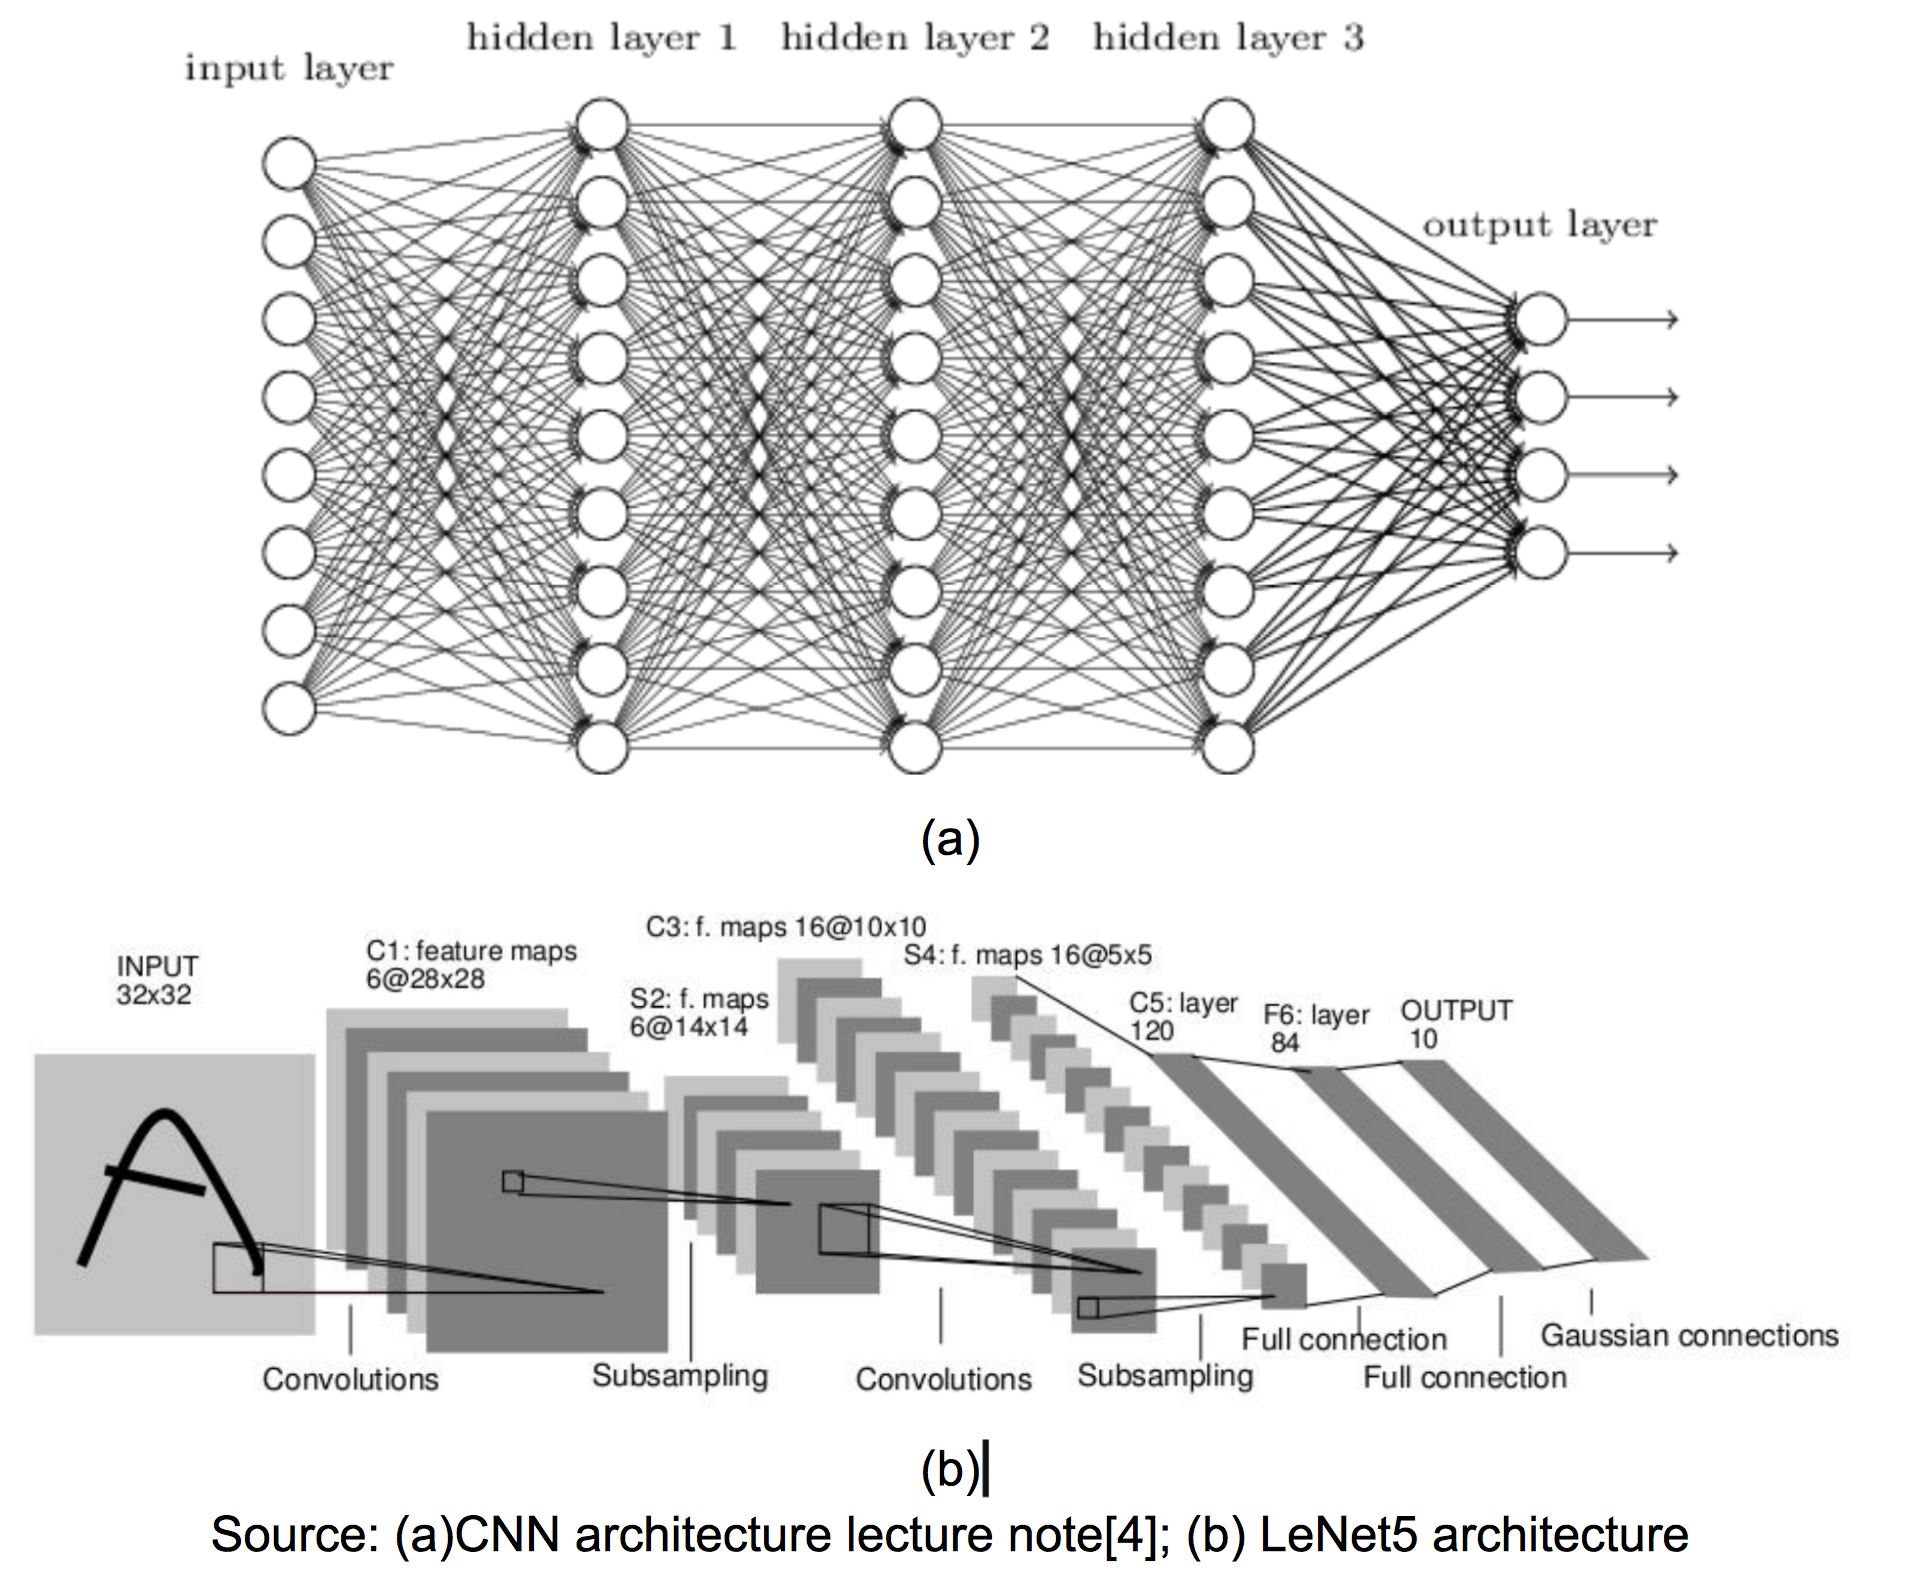 input layer
hidden layer 1
hidden layer 2
hidden layer 3
output layer
(a)
INPUT
32x32
C1: feature maps
6@28x28
S2: f. maps
6@14x14
C3: f. maps 16@10x10
S4: f. maps 16@5x5
C5: layer
120
F6: layer
84
OUTPUT
10
Convolutions
Subsampling
Convolutions
Subsampling
Full connection
Full connection
Gaussian connections
(b)
Source: (a)CNN architecture lecture note[4]; (b) LeNet5 architecture